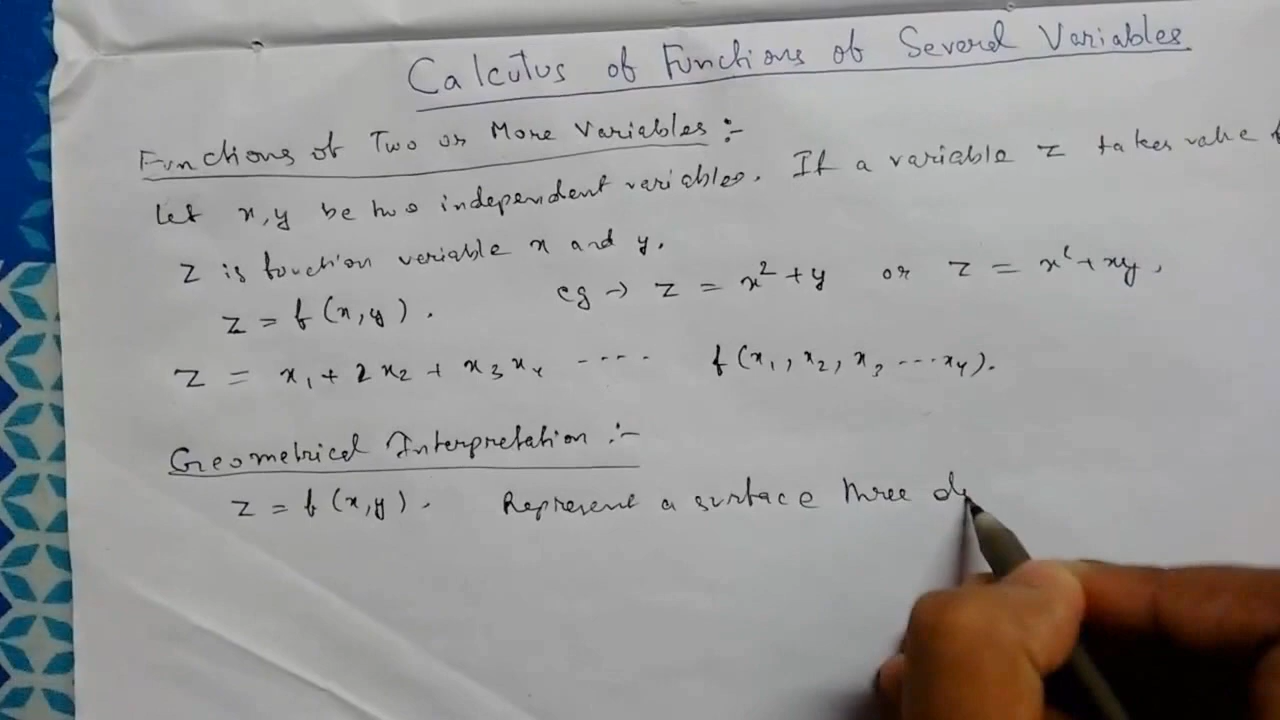 Calculus of Functions of Several Variables
Functions of Two or More Variables :-
Let x, y be two independent variables. If a variable z takes value
z is function variable x and y.
z = f (x, y) . eg → z = x² + y or z = x² + xy.
z = x₁ + 2x₂ + x₃x₄ ---- f (x₁, x₂, x₃ ---x₄).
Geometrical Interpretation :-
z = f (x, y) . Represent a surface three